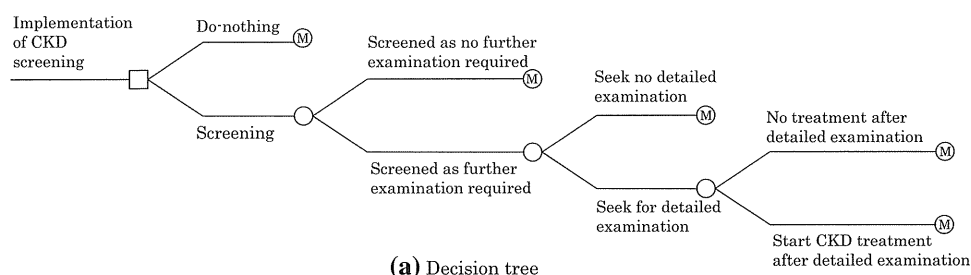 Implementation
of CKD
screening
Do-nothing
M
Screening
Screened as no further
examination required
M
Screened as further
examination required
Seek no detailed
examination
M
Seek for detailed
examination
No treatment after
detailed examination
M
Start CKD treatment
after detailed examination
M
(a) Decision tree